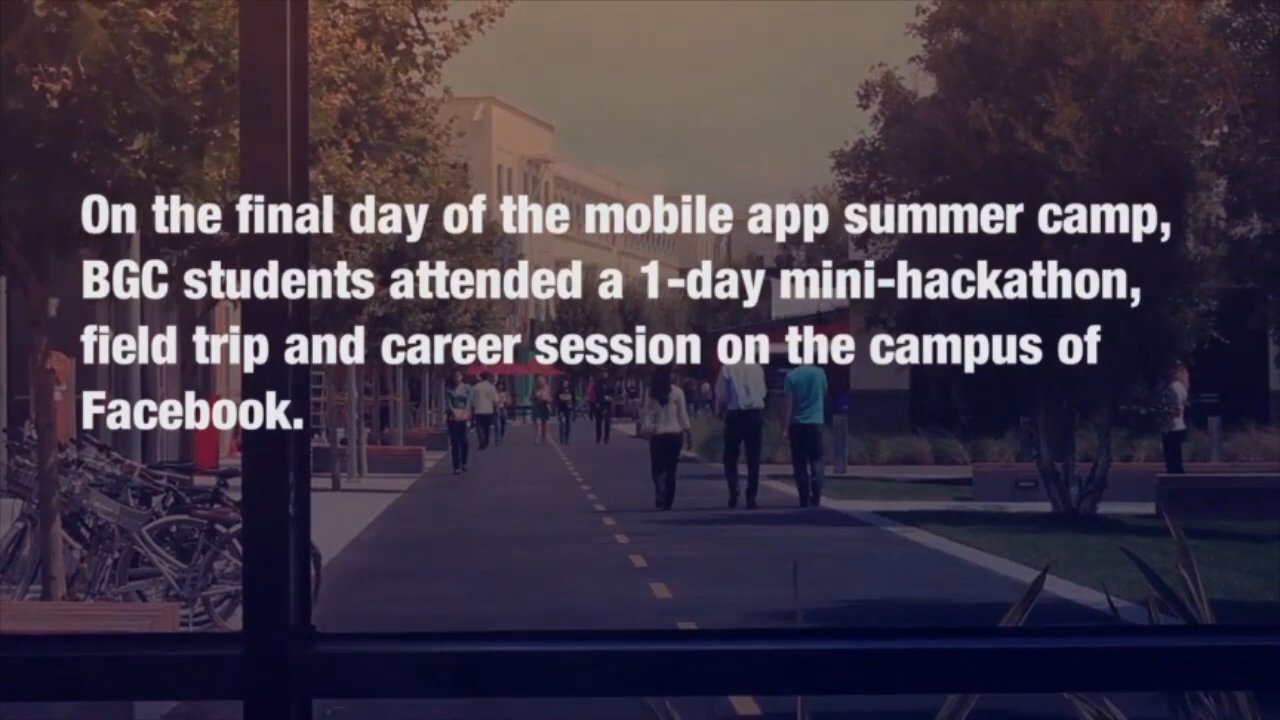 On the final day of the mobile app summer camp,
BGC students attended a 1-day mini-hackathon,
field trip and career session on the campus of
Facebook.